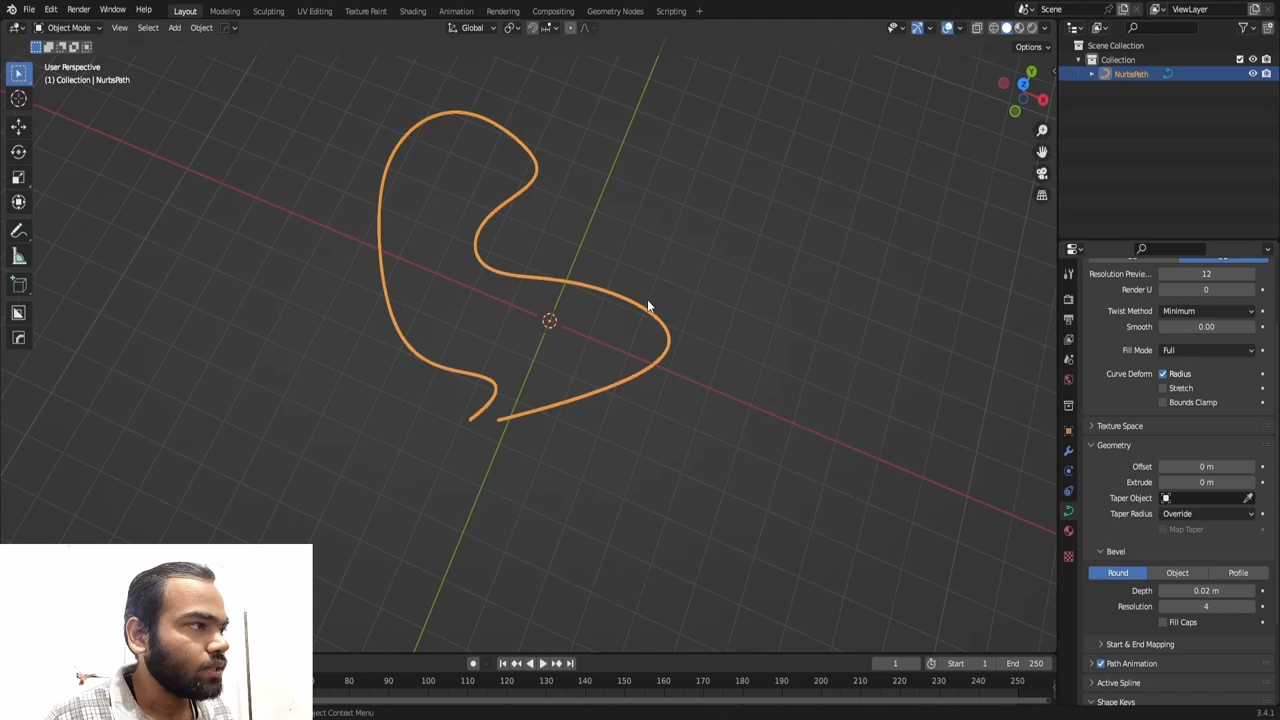 File Edit Render Window Help Layout Modeling Sculpting UV Editing Texture Paint Shading Animation Rendering Compositing Geometry Nodes Scripting + Scene ViewLayer
Object Mode View Select Add Object Global
Options
User Perspective
(1) Collection | NurbsPath
Y
Z
X
Scene Collection
Collection
NurbsPath
Resolution Previe... 12
Render U 0
Twist Method Minimum
Smooth 0.00
Fill Mode Full
Curve Deform Radius
Stretch
Bounds Clamp
Texture Space
Geometry
Offset 0 m
Extrude 0 m
Taper Object
Taper Radius Override
Map Taper
Bevel
Round Object Profile
Depth 0.02 m
Resolution 4
Fill Caps
Start & End Mapping
Path Animation
Active Spline
Shape Keys
1 Start 1 End 250
80 90 100 110 120 130 140 150 160 170 180 190 200 210 220 230 240 250
ject Context Menu
3.4.1